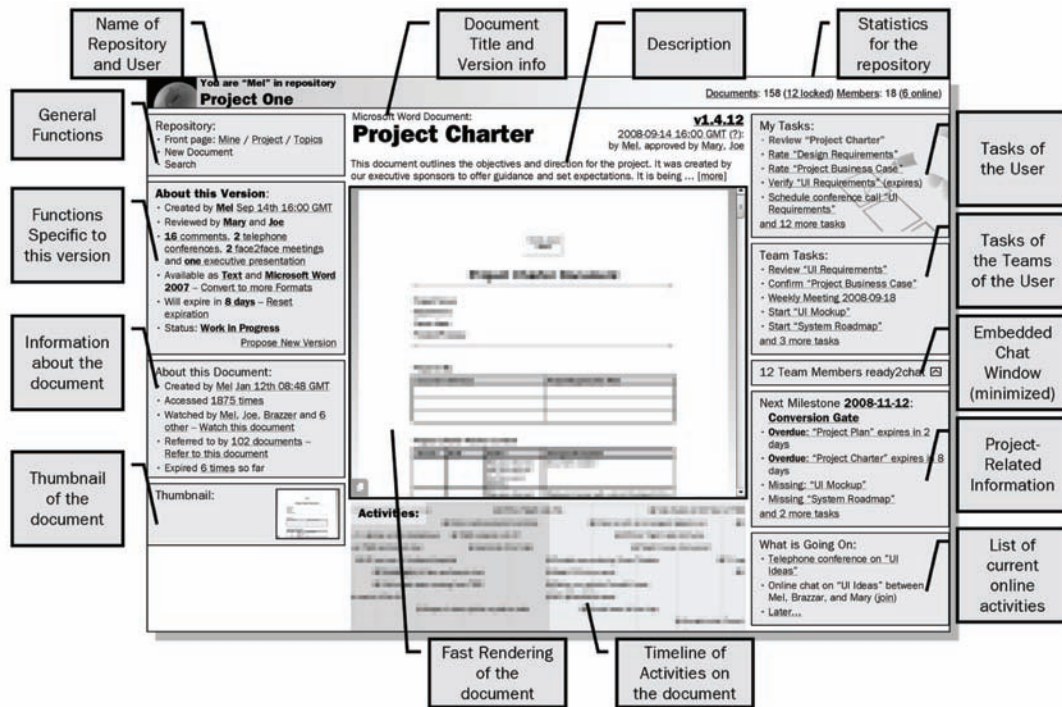 Name of
Repository
and User
Document
Title and
Version info
Description
Statistics
for the
repository
General
Functions
Functions
Specific to
this version
Information
about the
document
Thumbnail
of the
document
You are “Mel” in repository
Project One
Documents: 158 (12 locked) Members: 18 (6 online)
Repository:
· Front page: Mine / Project / Topics
· New Document
· Search
About this Version:
· Created by Mel Sep 14th 16:00 GMT
· Reviewed by Mary and Joe
· 16 comments, 2 telephone
conferences, 2 face2face meetings
and one executive presentation
· Available as Text and Microsoft Word
2007 – Convert to more Formats
· Will expire in 8 days – Reset
expiration
· Status: Work in Progress
Propose New Version
About this Document:
· Created by Mel Jan 12th 08:48 GMT
· Accessed 1875 times
· Watched by Mel, Joe, Brazzer and 6
other – Watch this document
· Referred to by 102 documents –
Refer to this document
· Expired 6 times so far
Thumbnail:
Microsoft Word Document:
Project Charter
v1.4.12
2008-09-14 16:00 GMT (?):
by Mel, approved by Mary, Joe
This document outlines the objectives and direction for the project. It was created by
our executive sponsors to offer guidance and set expectations. It is being ... [more]
Project Charter Document
Activities:
My Tasks:
· Review “Project Charter”
· Rate “Design Requirements”
· Rate “Project Business Case”
· Verify “UI Requirements” (expires)
· Schedule conference call “UI
Requirements”
and 12 more tasks
Team Tasks:
· Review “UI Requirements”
· Confirm “Project Business Case”
· Weekly Meeting 2008-09-18
· Start “UI Mockup”
· Start “System Roadmap”
and 3 more tasks
12 Team Members ready2chat
Next Milestone 2008-11-12:
Conversion Gate
· Overdue: “Project Plan” expires in 2
days
· Overdue: “Project Charter” expires in 8
days
· Missing: “UI Mockup”
· Missing “System Roadmap”
and 2 more tasks
What is Going On:
· Telephone conference on “UI
Ideas”
· Online chat on “UI Ideas” between
Mel, Brazzar, and Mary (join)
· Later...
Tasks of
the User
Tasks of
the Teams
of the User
Embedded
Chat
Window
(minimized)
Project-
Related
Information
List of
current
online
activities
Fast Rendering
of the
document
Timeline of
Activities on
the document